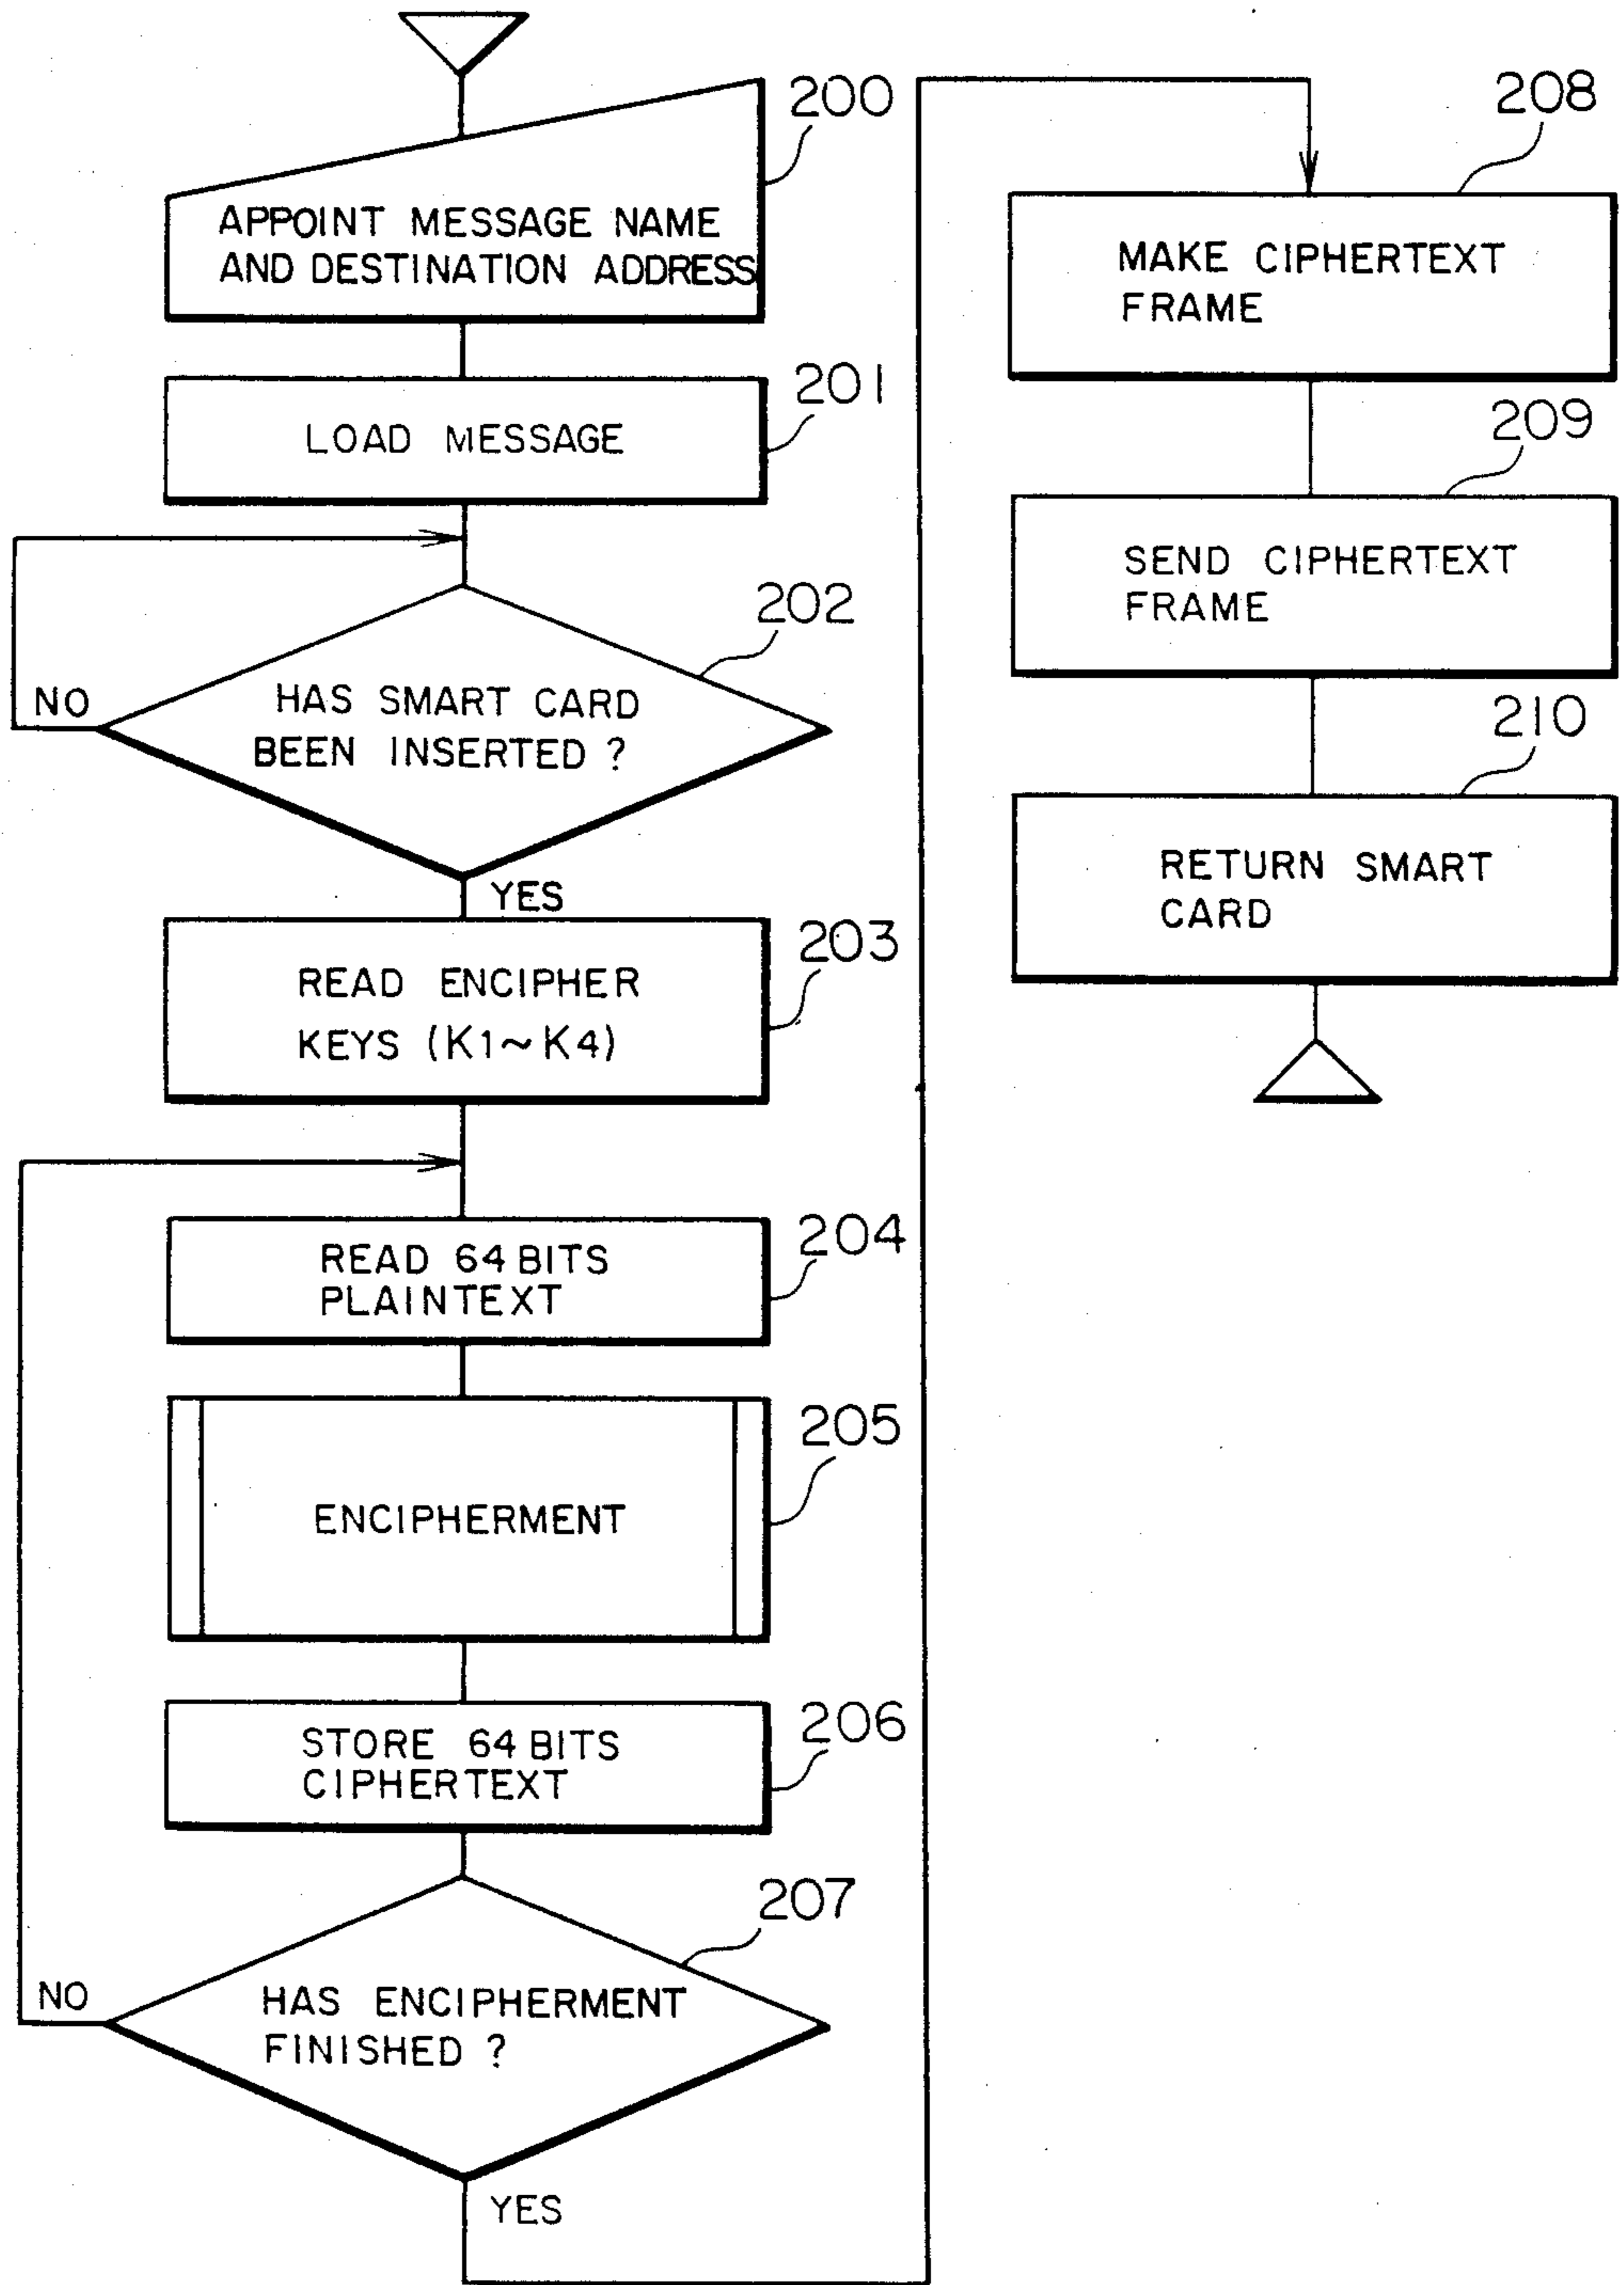 200
APPOINT MESSAGE NAME
AND DESTINATION ADDRESS
201
LOAD MESSAGE
202
NO
HAS SMART CARD
BEEN INSERTED ?
YES
203
READ ENCIPHER
KEYS (K1~K4)
204
READ 64 BITS
PLAINTEXT
205
ENCIPHERMENT
206
STORE 64 BITS
CIPHERTEXT
207
NO
HAS ENCIPHERMENT
FINISHED ?
YES
208
MAKE CIPHERTEXT
FRAME
209
SEND CIPHERTEXT
FRAME
210
RETURN SMART
CARD